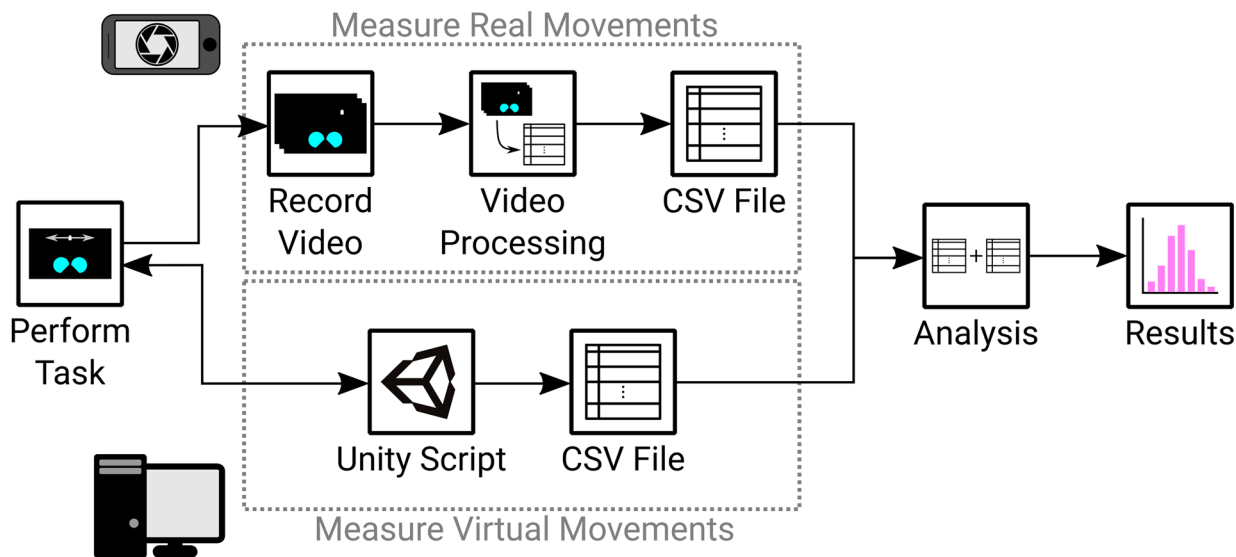 Measure Real Movements
Record
Video
Video
Processing
CSV File
Perform
Task
Unity Script
CSV File
Measure Virtual Movements
+
Analysis
Results